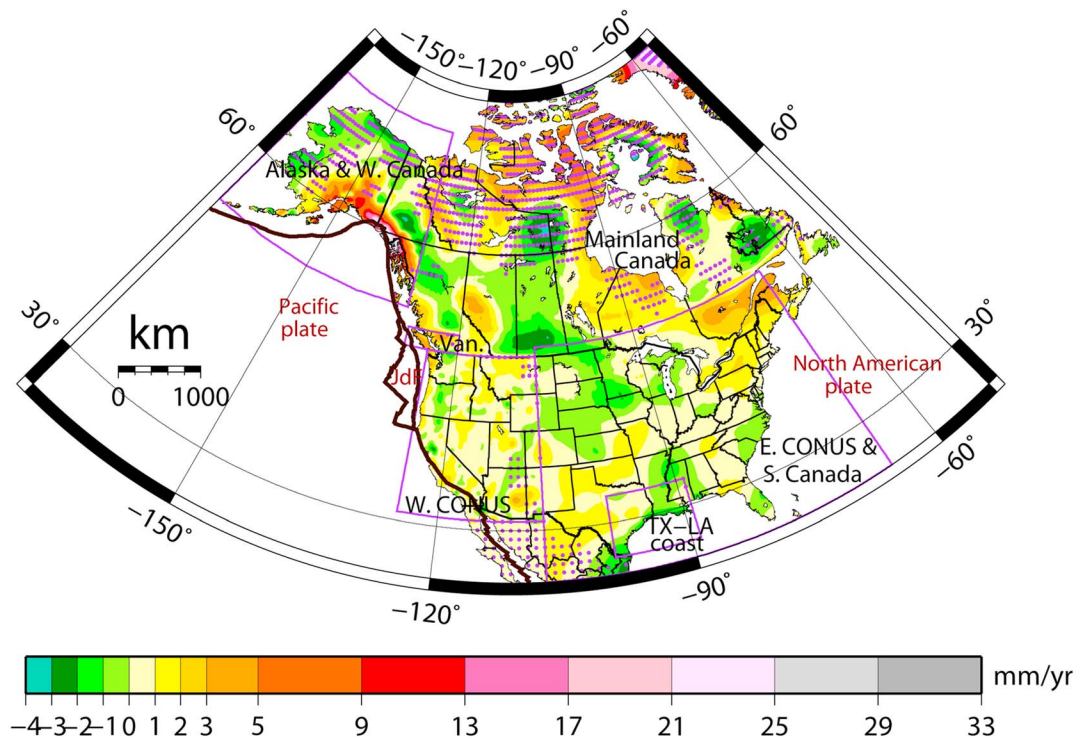 −150˚
−120˚
−90˚
−60˚
60˚
60˚
Alaska & W. Canada
Mainland
Canada
Pacific
plate
30˚
30˚
km
0
1000
Van.
JdF
North American
plate
E. CONUS &
S. Canada
W. CONUS
TX−LA
coast
−150˚
−120˚
−90˚
−60˚
mm/yr
−4 −3 −2 −1 0 1 2 3 5 9 13 17 21 25 29 33